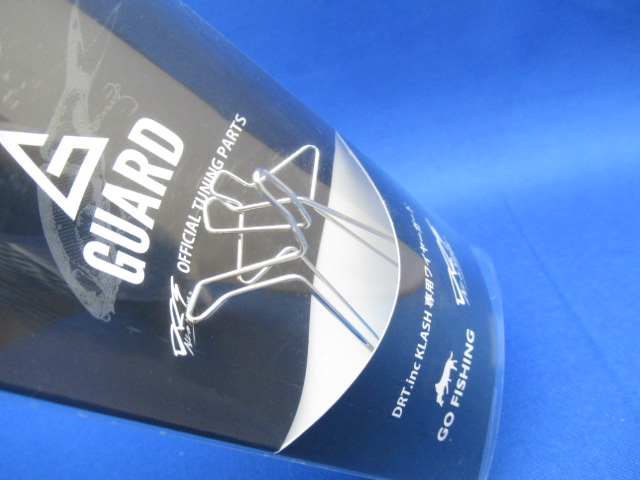 GUARD
OFFICIAL TUNING PARTS
DRT.inc KLASH 専用ワイヤーガード
GO FISHING